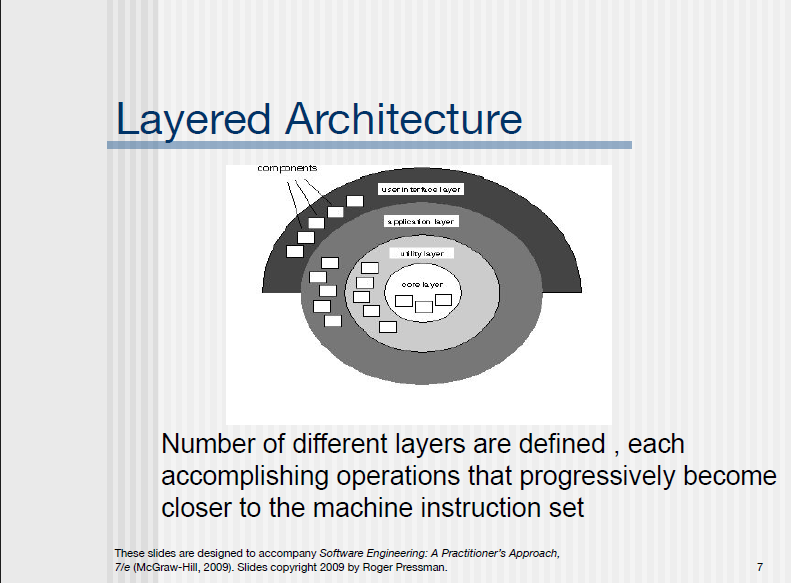 Layered Architecture
components
user interface layer
application layer
utility layer
core layer
Number of different layers are defined , each
accomplishing operations that progressively become
closer to the machine instruction set
These slides are designed to accompany Software Engineering: A Practitioner's Approach,
7/e (McGraw-Hill, 2009). Slides copyright 2009 by Roger Pressman.
7